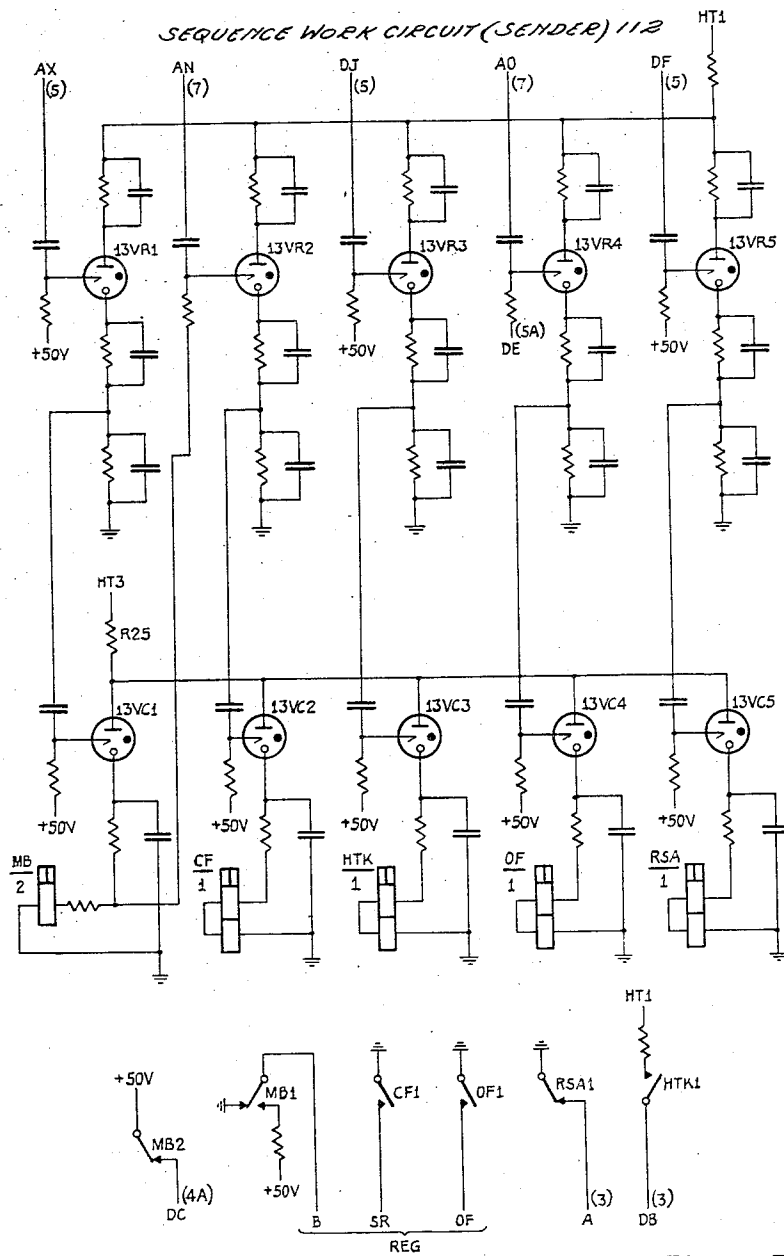 SEQUENCE WORK CIRCUIT (SENDER) 112
HT1
AX (5)
AN (7)
DJ (5)
AO (7)
DF (5)
13VR1
13VR2
13VR3
13VR4
13VR5
+50V
+50V
(5A)
DE
+50V
HT3
R25
13VC1
13VC2
13VC3
13VC4
13VC5
+50V
+50V
+50V
+50V
+50V
MB
2
CF
1
HTK
1
OF
1
RSA
1
HT1
+50V
MB2
MB1
CF1
OF1
RSA1
HTK1
+50V
DC (4A)
B
SR
OF
A (3)
DB (3)
REG